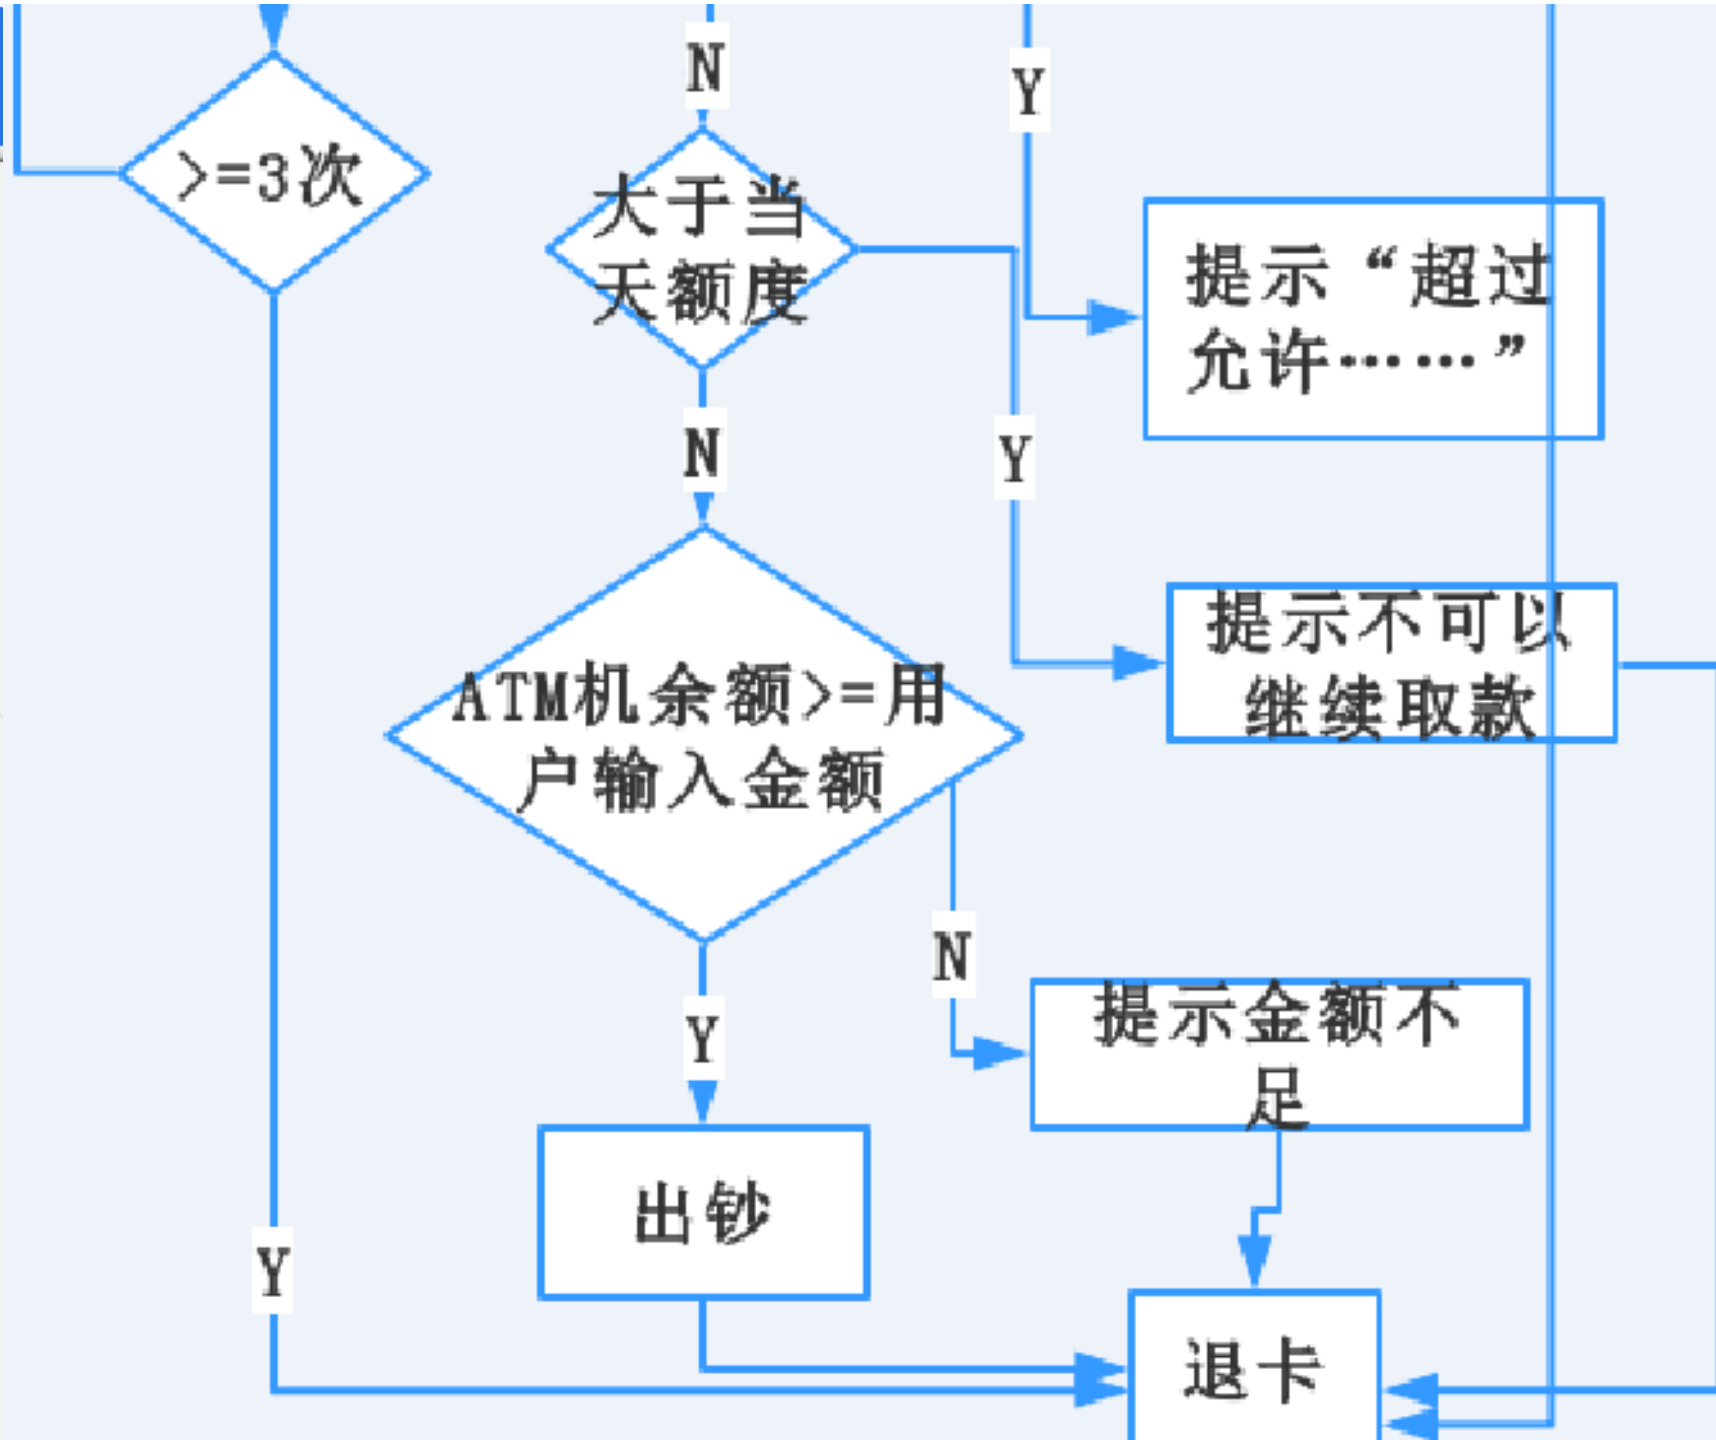 N
Y
>=3次
大于当
天额度
提示“超过
允许……”
N
Y
提示不可以
继续取款
ATM机余额>=用
户输入金额
N
提示金额不
足
Y
出钞
Y
退卡